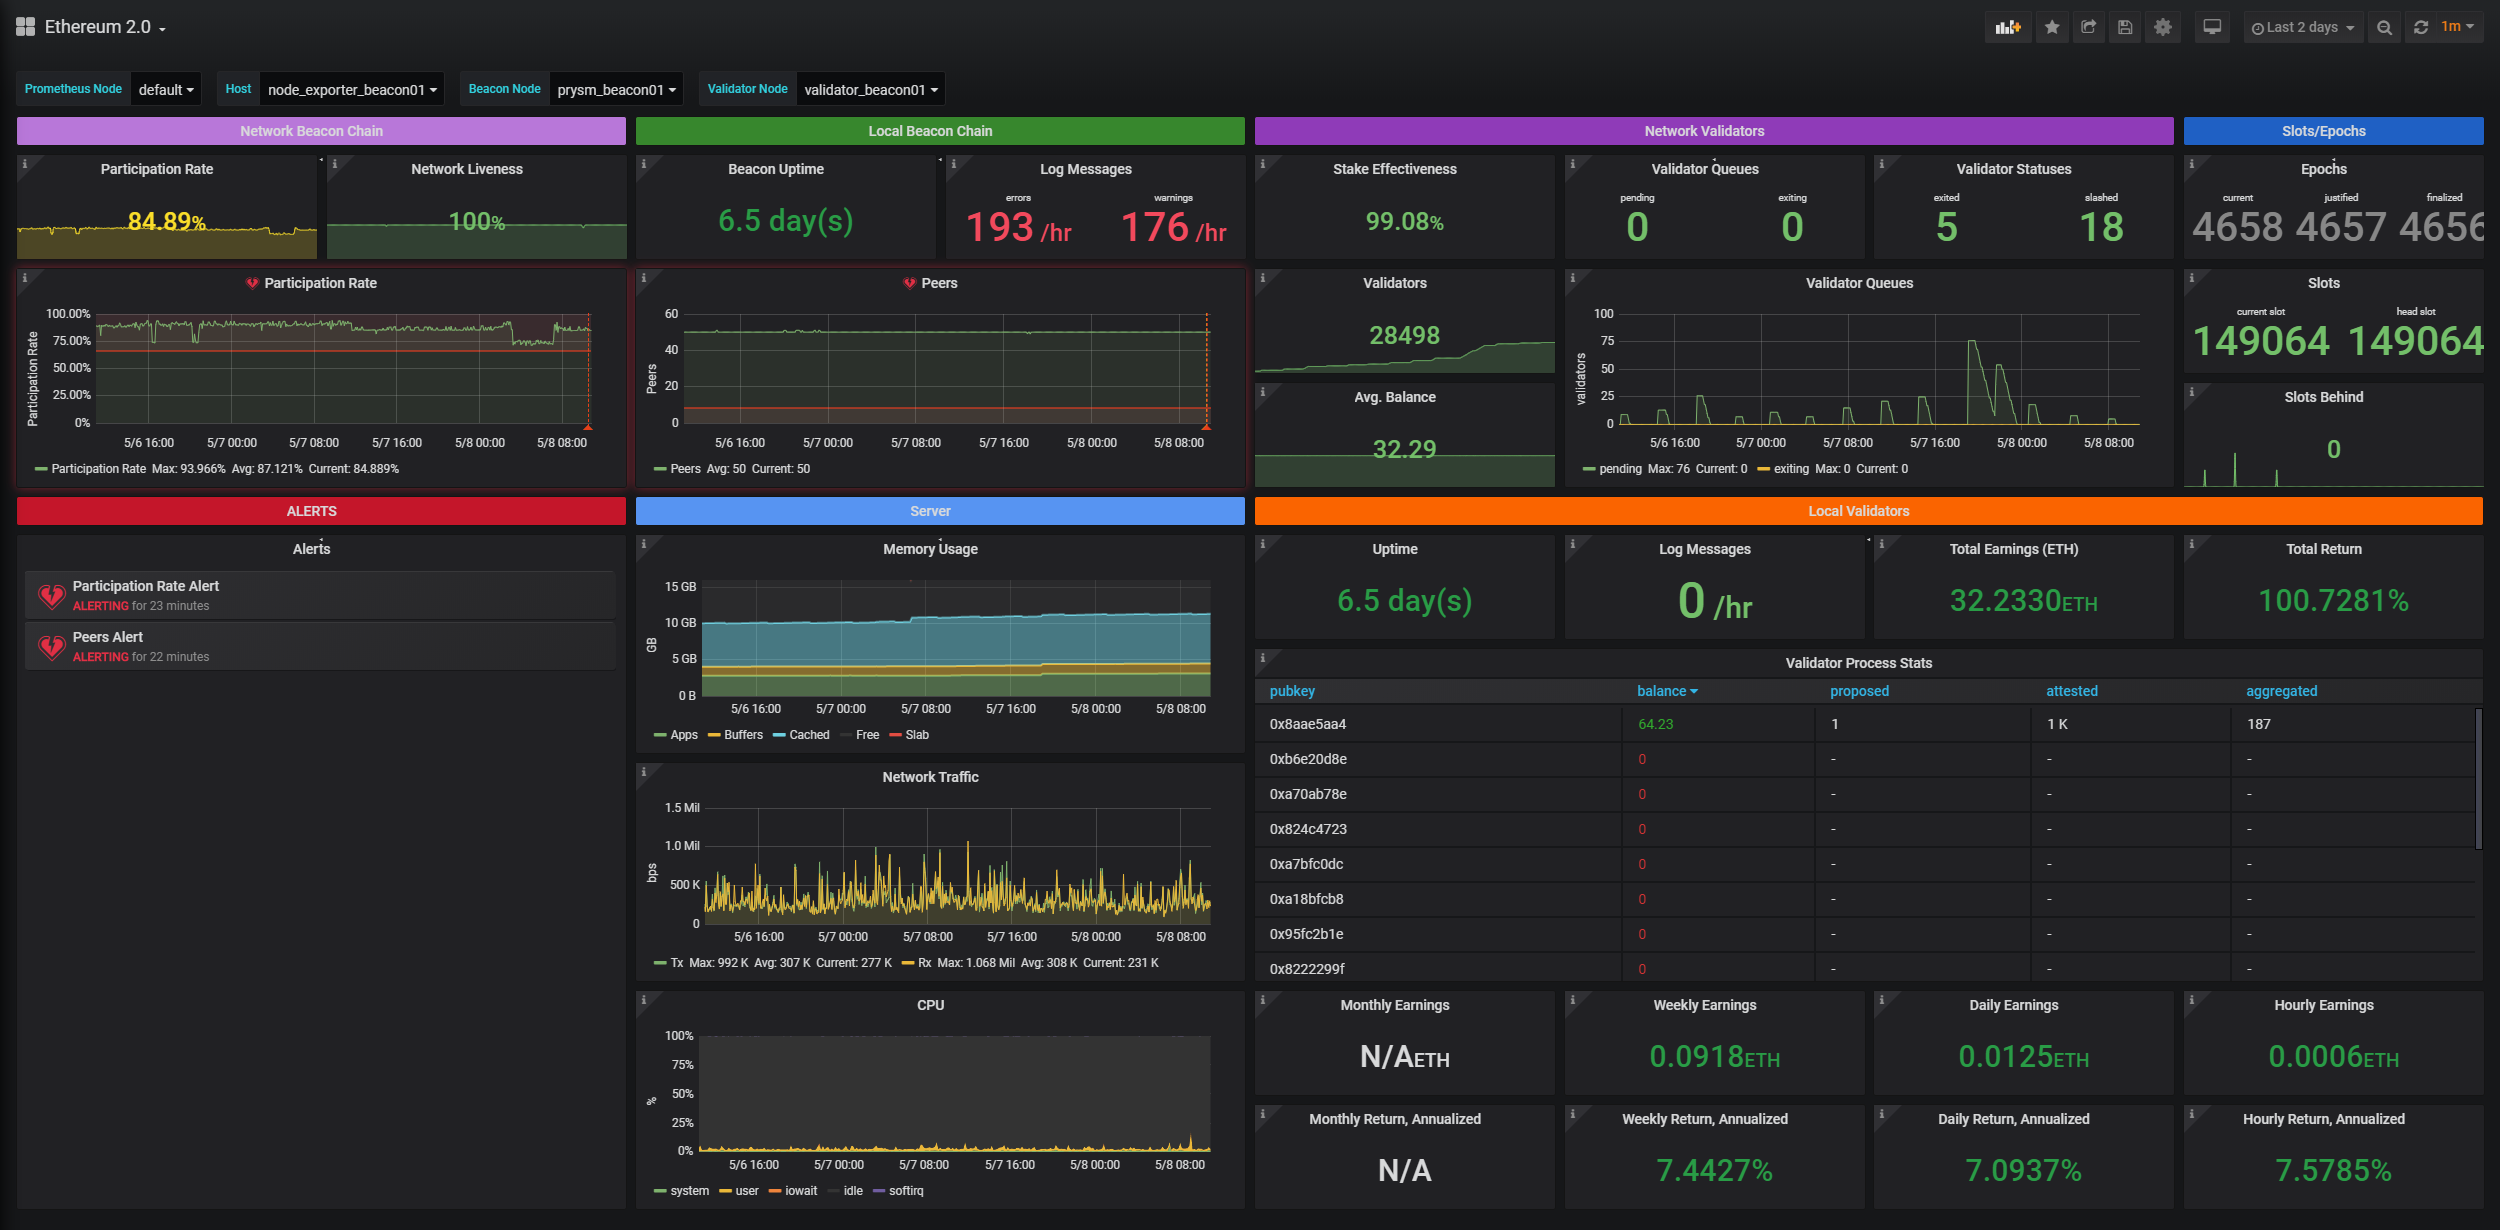 Ethereum 2.0
Last 2 days
1m
Prometheus Node default Host node_exporter_beacon01 Beacon Node prysm_beacon01 Validator Node validator_beacon01
Network Beacon Chain
Participation Rate
84.89%
Network Liveness
100%
Participation Rate
Participation Rate
100.00%
75.00%
50.00%
25.00%
0%
5/6 16:00 5/7 00:00 5/7 08:00 5/7 16:00 5/8 00:00 5/8 08:00
Participation Rate Max: 93.966% Avg: 87.121% Current: 84.889%
Local Beacon Chain
Beacon Uptime
6.5 day(s)
Log Messages
errors warnings
193 /hr 176 /hr
Peers
Peers
60
40
20
0
5/6 16:00 5/7 00:00 5/7 08:00 5/7 16:00 5/8 00:00 5/8 08:00
Peers Avg: 50 Current: 50
Network Validators
Stake Effectiveness
99.08%
Validator Queues
pending exiting
0 0
Validator Statuses
exited slashed
5 18
Validators
28498
Avg. Balance
32.29
Validator Queues
validators
100
75
50
25
0
5/6 16:00 5/7 00:00 5/7 08:00 5/7 16:00 5/8 00:00 5/8 08:00
pending Max: 76 Current: 0 exiting Max: 0 Current: 0
Slots/Epochs
Epochs
current justified finalized
4658 4657 4656
Slots
current slot head slot
149064 149064
Slots Behind
0
ALERTS
Alerts
Participation Rate Alert
ALERTING for 23 minutes
Peers Alert
ALERTING for 22 minutes
Server
Memory Usage
GB
15 GB
10 GB
5 GB
0 B
5/6 16:00 5/7 00:00 5/7 08:00 5/7 16:00 5/8 00:00 5/8 08:00
Apps Buffers Cached Free Slab
Network Traffic
bps
1.5 Mil
1.0 Mil
500 K
0
5/6 16:00 5/7 00:00 5/7 08:00 5/7 16:00 5/8 00:00 5/8 08:00
Tx Max: 992 K Avg: 307 K Current: 277 K Rx Max: 1.068 Mil Avg: 308 K Current: 231 K
CPU
%
100%
75%
50%
25%
0%
5/6 16:00 5/7 00:00 5/7 08:00 5/7 16:00 5/8 00:00 5/8 08:00
system user iowait idle softirq
Local Validators
Uptime
6.5 day(s)
Log Messages
0 /hr
Total Earnings (ETH)
32.2330ETH
Total Return
100.7281%
Validator Process Stats
pubkey balance proposed attested aggregated
0x8aae5aa4 64.23 1 1 K 187
0xb6e20d8e 0 - - -
0xa70ab78e 0 - - -
0x824c4723 0 - - -
0xa7bfc0dc 0 - - -
0xa18bfcb8 0 - - -
0x95fc2b1e 0 - - -
0x8222299f 0 - - -
Monthly Earnings
N/AETH
Weekly Earnings
0.0918ETH
Daily Earnings
0.0125ETH
Hourly Earnings
0.0006ETH
Monthly Return, Annualized
N/A
Weekly Return, Annualized
7.4427%
Daily Return, Annualized
7.0937%
Hourly Return, Annualized
7.5785%